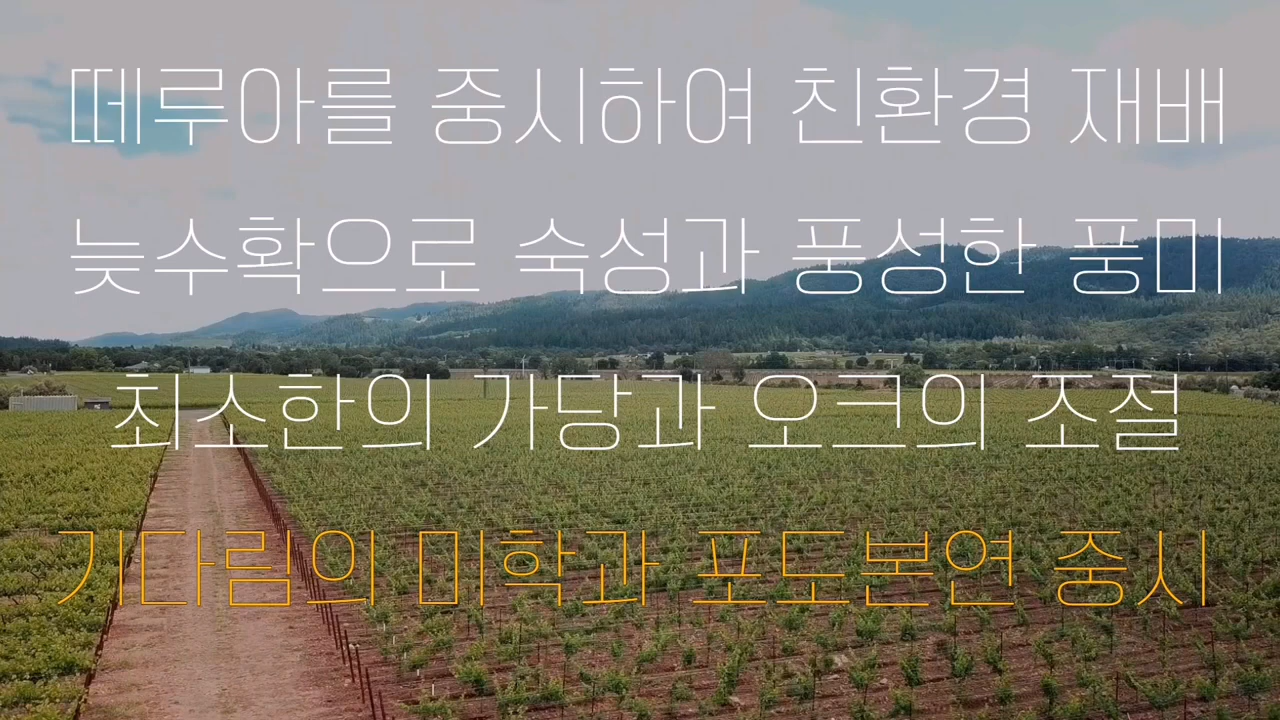 떼루아를 중시하여 친환경 재배
늦수확으로 숙성과 풍성한 풍미
최소한의 가당과 오크의 조절
기다림의 미학과 포도본연 중시